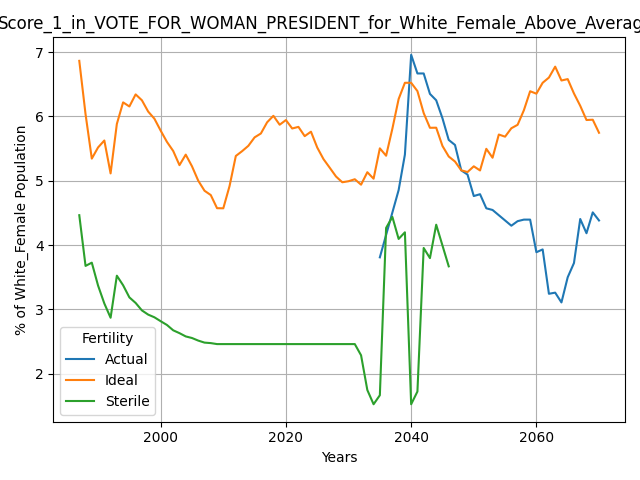 Score_1_in_VOTE_FOR_WOMAN_PRESIDENT_for_White_Female_Above_Averag
7
6
5
4
3
2
% of White_Female Population
Fertility
Actual
Ideal
Sterile
2000 2020 2040 2060
Years